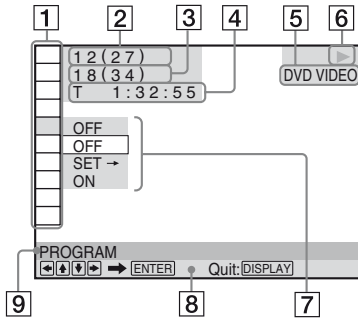 1 2 3 4 5 6
12(27)
18(34)
T 1:32:55
DVD VIDEO
OFF
OFF
SET →
ON
PROGRAM
←↑↓→ → ENTER Quit: DISPLAY
9 8 7